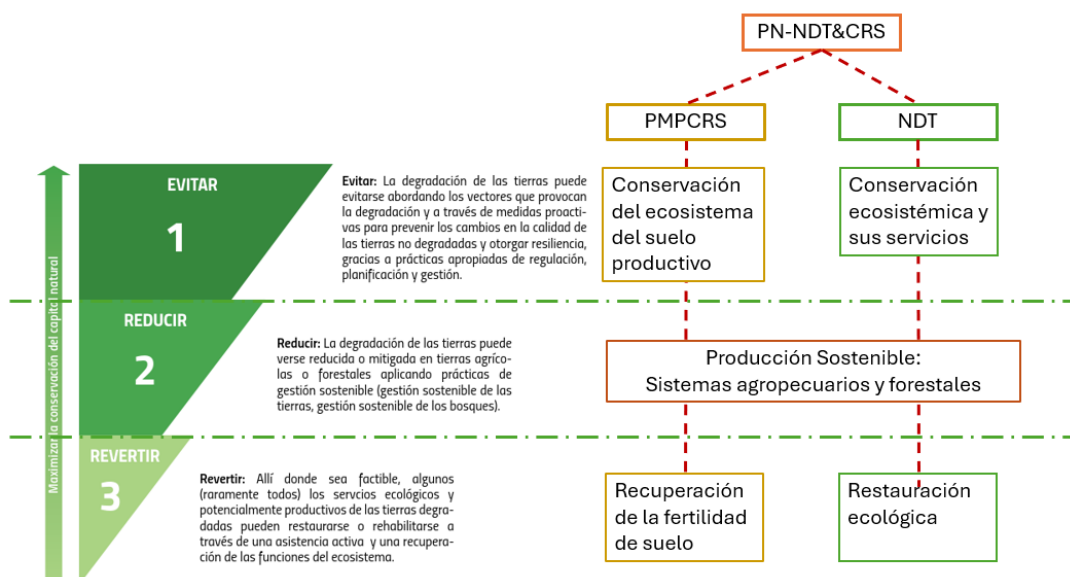 PN-NDT&CRS
PMPCRS
NDT
Maximizar la conservación del capitcl natural
EVITAR
1
Evitar: La degradación de las tierras puede
evitarse abordando los vectores que provocan
la degradación y a través de medidas proacti-
vas para prevenir los cambios en la calidad de
las tierras no degradadas y otorgar resiliencia,
gracias a prácticas apropiadas de regulación,
planificación y gestión.
Conservación
del ecosistema
del suelo
productivo
Conservación
ecosistémica y
sus servicios
REDUCIR
2
Reducir: La degradación de las tierras puede
verse reducida o mitigada en tierras agríco-
las o forestales aplicando prácticas de
gestión sostenible (gestión sostenible de las
tierras, gestión sostenible de los bosques).
Producción Sostenible:
Sistemas agropecuarios y forestales
REVERTIR
3
Revertir: Allí donde sea factible, algunos
(raramente todos) los servcios ecológicos y
potencialmente productivos de las tierras degra-
dadas pueden restaurarse o rehabilitarse a
través de una asistencia activa y una recupera-
ción de las funciones del ecosistema.
Recuperación
de la fertilidad
de suelo
Restauración
ecológica